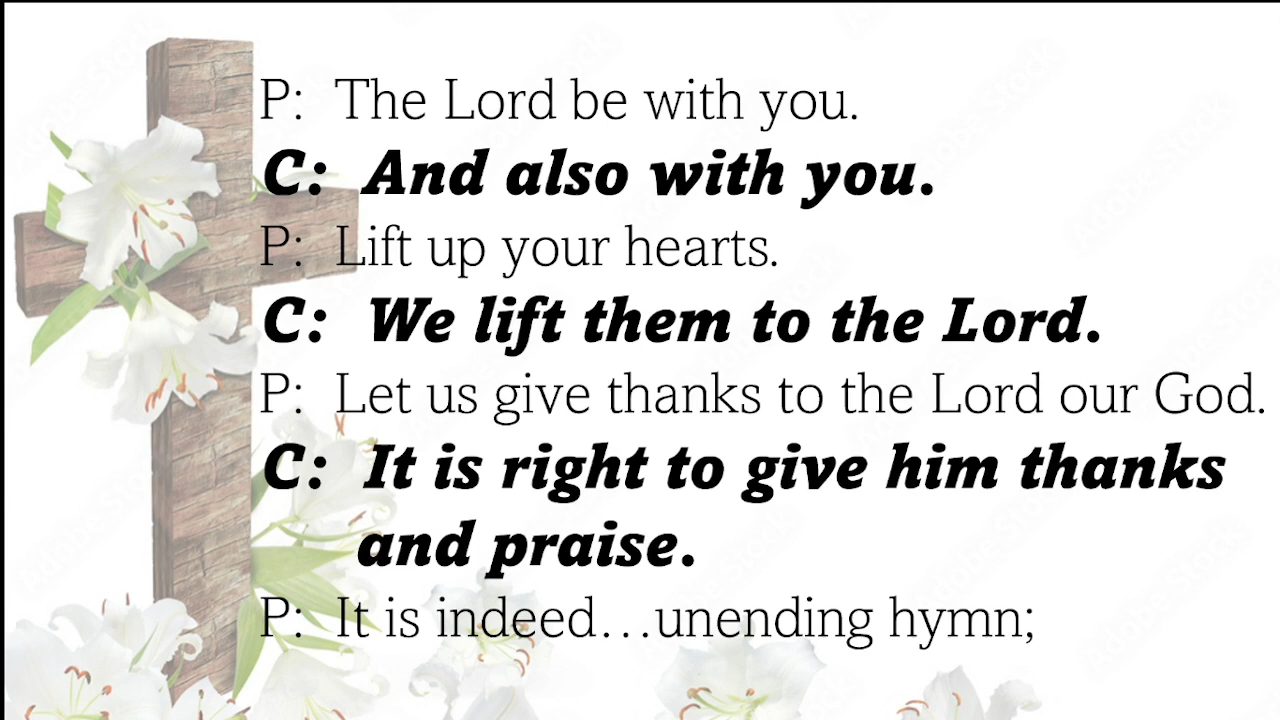 P: The Lord be with you.
C: And also with you.
P: Lift up your hearts.
C: We lift them to the Lord.
P: Let us give thanks to the Lord our God.
C: It is right to give him thanks
and praise.
P: It is indeed...unending hymn;